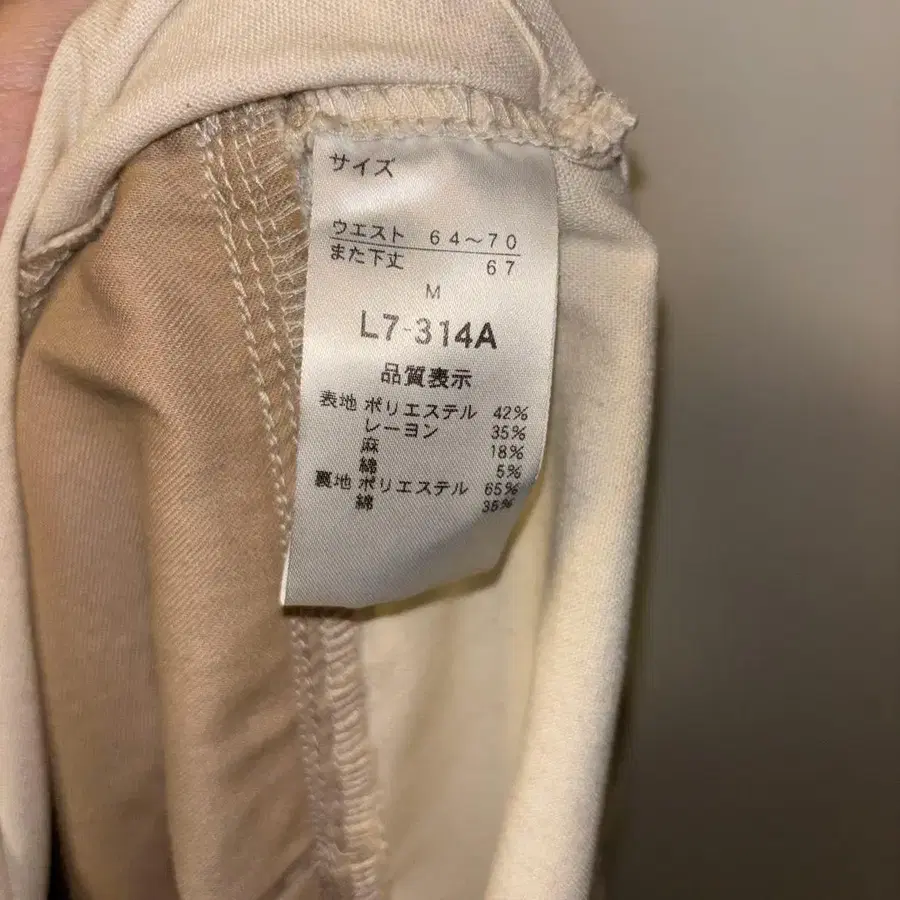 サイズ
ウエスト 64～70
また下丈 67
M
L7-314A
品質表示
表地 ポリエステル 42%
レーヨン 35%
麻 18%
綿 5%
裏地 ポリエステル 65%
綿 35%